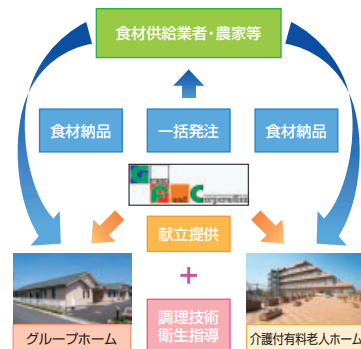 食材供給業者・農家等
食材納品
一括発注
食材納品
Corporation
献立提供
+
調理技術
衛生指導
グループホーム
介護付有料老人ホーム